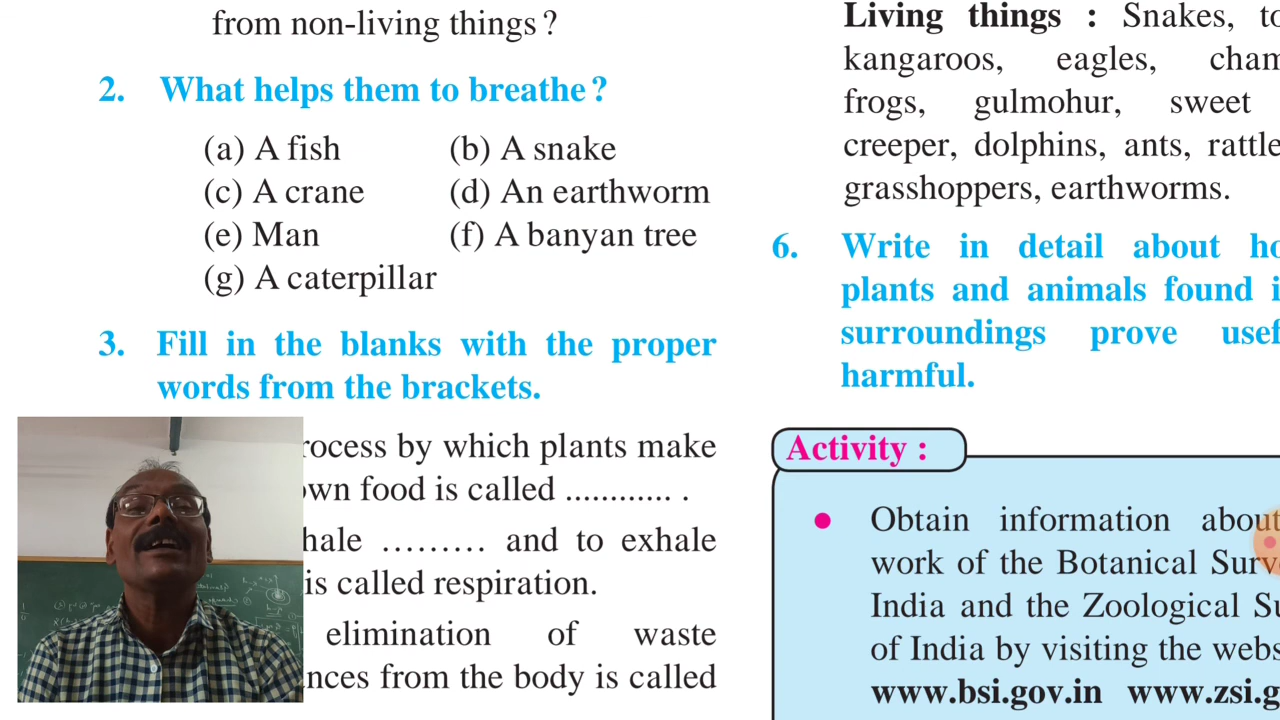 from non-living things ?
2. What helps them to breathe ?
(a) A fish (b) A snake
(c) A crane (d) An earthworm
(e) Man (f) A banyan tree
(g) A caterpillar
3. Fill in the blanks with the proper
words from the brackets.
rocess by which plants make
own food is called ............ .
hale ......... and to exhale
is called respiration.
elimination of waste
nces from the body is called
Living things : Snakes, to
kangaroos, eagles, cham
frogs, gulmohur, sweet
creeper, dolphins, ants, rattle
grasshoppers, earthworms.
6. Write in detail about ho
plants and animals found i
surroundings prove usef
harmful.
Activity :
• Obtain information about
work of the Botanical Surv
India and the Zoological Su
of India by visiting the webs
www.bsi.gov.in www.zsi.g